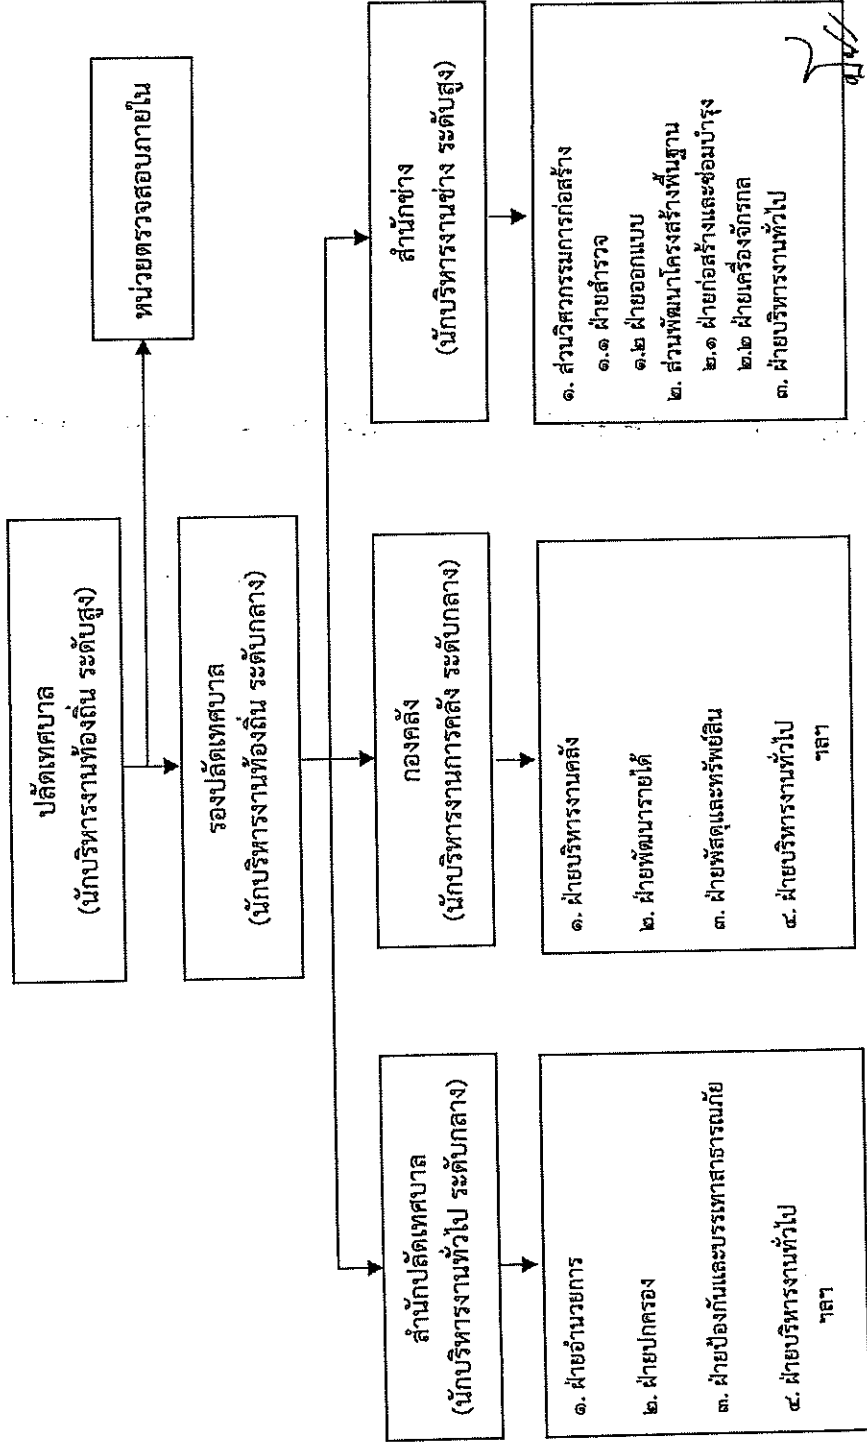 ปลัดเทศบาล
(นักบริหารงานท้องถิ่น ระดับสูง)
หน่วยตรวจสอบภายใน
รองปลัดเทศบาล
(นักบริหารงานท้องถิ่น ระดับกลาง)
สำนักปลัดเทศบาล
(นักบริหารงานทั่วไป ระดับกลาง)
กองคลัง
(นักบริหารงานการคลัง ระดับกลาง)
สำนักช่าง
(นักบริหารงานช่าง ระดับสูง)
๑. ฝ่ายอำนวยการ
๒. ฝ่ายปกครอง
๓. ฝ่ายป้องกันและบรรเทาสาธารณภัย
๔. ฝ่ายบริหารงานทั่วไป
ฯลฯ
๑. ฝ่ายบริหารงานคลัง
๒. ฝ่ายพัฒนารายได้
๓. ฝ่ายพัสดุและทรัพย์สิน
๔. ฝ่ายบริหารงานทั่วไป
ฯลฯ
๑. ส่วนวิศวกรรมการก่อสร้าง
๑.๑ ฝ่ายสำรวจ
๑.๒ ฝ่ายออกแบบ
๒. ส่วนพัฒนาโครงสร้างพื้นฐาน
๒.๑ ฝ่ายก่อสร้างและซ่อมบำรุง
๒.๒ ฝ่ายเครื่องจักรกล
๓. ฝ่ายบริหารงานทั่วไป